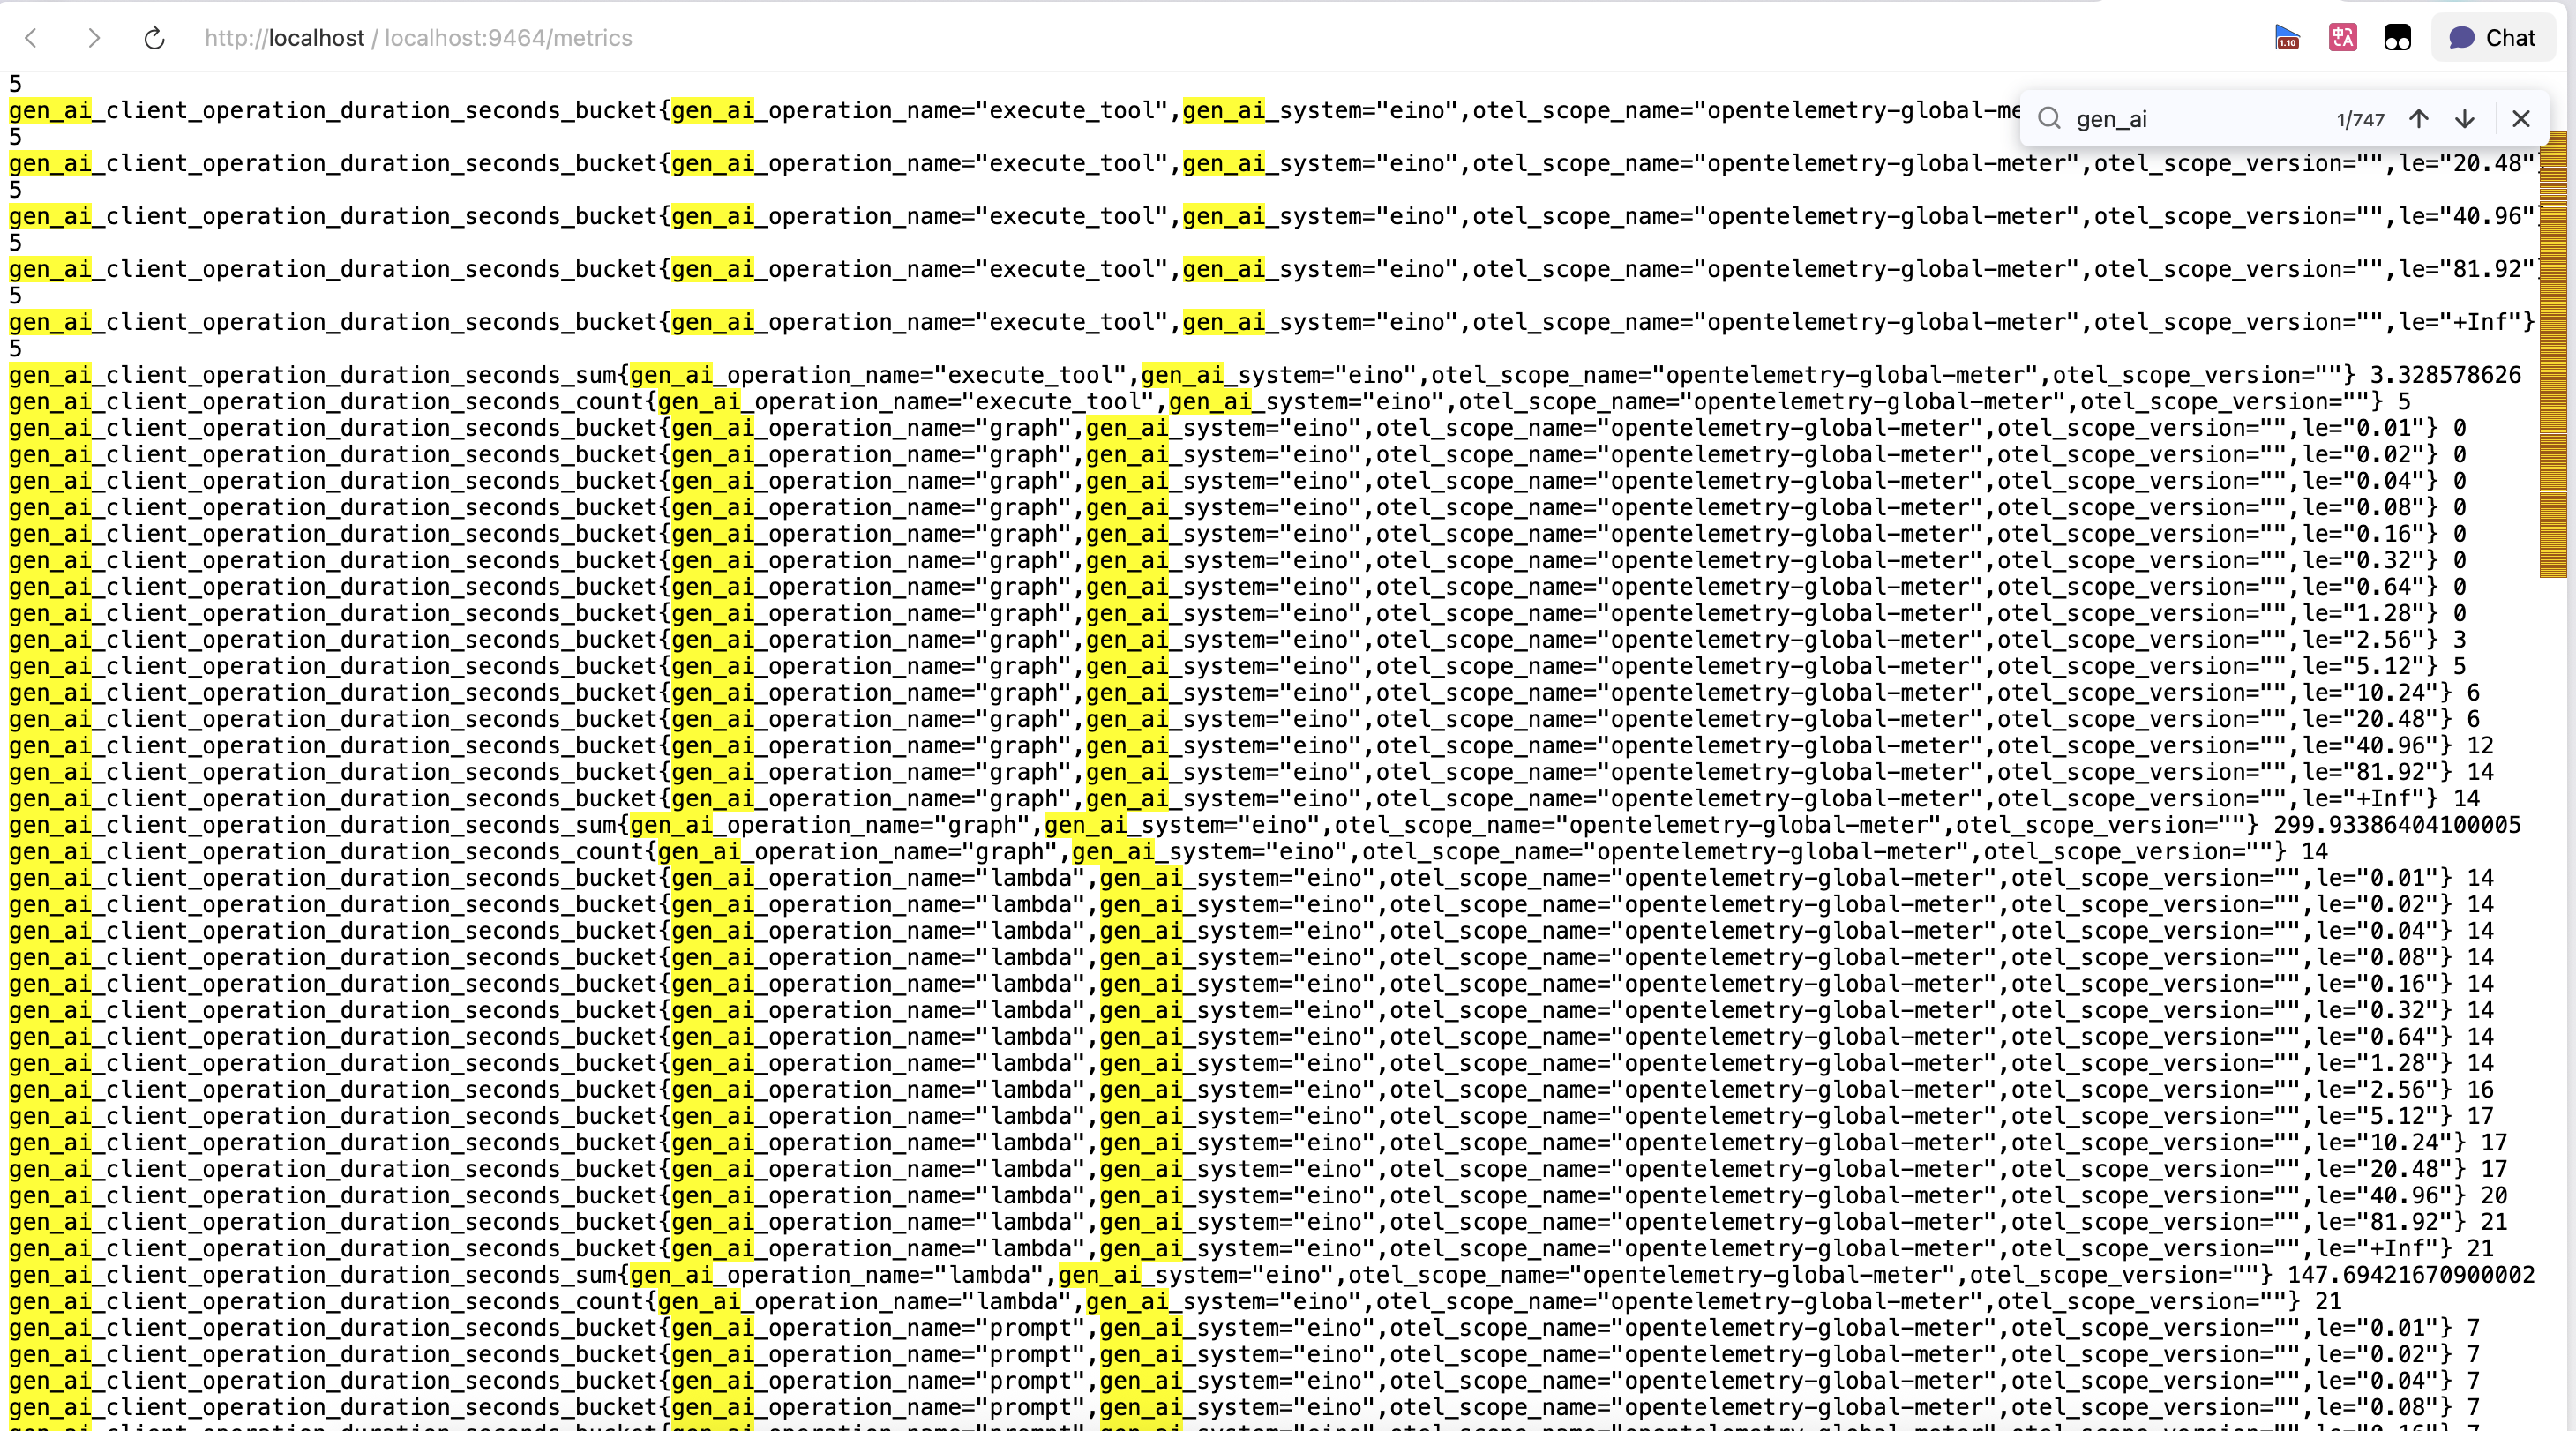 http://localhost / localhost:9464/metrics
1.10
中A
Chat
gen_ai
1/747
5
gen_ai_client_operation_duration_seconds_bucket{gen_ai_operation_name="execute_tool",gen_ai_system="eino",otel_scope_name="opentelemetry-global-me
5
gen_ai_client_operation_duration_seconds_bucket{gen_ai_operation_name="execute_tool",gen_ai_system="eino",otel_scope_name="opentelemetry-global-meter",otel_scope_version="",le="20.48"}
5
gen_ai_client_operation_duration_seconds_bucket{gen_ai_operation_name="execute_tool",gen_ai_system="eino",otel_scope_name="opentelemetry-global-meter",otel_scope_version="",le="40.96"}
5
gen_ai_client_operation_duration_seconds_bucket{gen_ai_operation_name="execute_tool",gen_ai_system="eino",otel_scope_name="opentelemetry-global-meter",otel_scope_version="",le="81.92"}
5
gen_ai_client_operation_duration_seconds_bucket{gen_ai_operation_name="execute_tool",gen_ai_system="eino",otel_scope_name="opentelemetry-global-meter",otel_scope_version="",le="+Inf"}
5
gen_ai_client_operation_duration_seconds_sum{gen_ai_operation_name="execute_tool",gen_ai_system="eino",otel_scope_name="opentelemetry-global-meter",otel_scope_version=""} 3.328578626
gen_ai_client_operation_duration_seconds_count{gen_ai_operation_name="execute_tool",gen_ai_system="eino",otel_scope_name="opentelemetry-global-meter",otel_scope_version=""} 5
gen_ai_client_operation_duration_seconds_bucket{gen_ai_operation_name="graph",gen_ai_system="eino",otel_scope_name="opentelemetry-global-meter",otel_scope_version="",le="0.01"} 0
gen_ai_client_operation_duration_seconds_bucket{gen_ai_operation_name="graph",gen_ai_system="eino",otel_scope_name="opentelemetry-global-meter",otel_scope_version="",le="0.02"} 0
gen_ai_client_operation_duration_seconds_bucket{gen_ai_operation_name="graph",gen_ai_system="eino",otel_scope_name="opentelemetry-global-meter",otel_scope_version="",le="0.04"} 0
gen_ai_client_operation_duration_seconds_bucket{gen_ai_operation_name="graph",gen_ai_system="eino",otel_scope_name="opentelemetry-global-meter",otel_scope_version="",le="0.08"} 0
gen_ai_client_operation_duration_seconds_bucket{gen_ai_operation_name="graph",gen_ai_system="eino",otel_scope_name="opentelemetry-global-meter",otel_scope_version="",le="0.16"} 0
gen_ai_client_operation_duration_seconds_bucket{gen_ai_operation_name="graph",gen_ai_system="eino",otel_scope_name="opentelemetry-global-meter",otel_scope_version="",le="0.32"} 0
gen_ai_client_operation_duration_seconds_bucket{gen_ai_operation_name="graph",gen_ai_system="eino",otel_scope_name="opentelemetry-global-meter",otel_scope_version="",le="0.64"} 0
gen_ai_client_operation_duration_seconds_bucket{gen_ai_operation_name="graph",gen_ai_system="eino",otel_scope_name="opentelemetry-global-meter",otel_scope_version="",le="1.28"} 0
gen_ai_client_operation_duration_seconds_bucket{gen_ai_operation_name="graph",gen_ai_system="eino",otel_scope_name="opentelemetry-global-meter",otel_scope_version="",le="2.56"} 3
gen_ai_client_operation_duration_seconds_bucket{gen_ai_operation_name="graph",gen_ai_system="eino",otel_scope_name="opentelemetry-global-meter",otel_scope_version="",le="5.12"} 5
gen_ai_client_operation_duration_seconds_bucket{gen_ai_operation_name="graph",gen_ai_system="eino",otel_scope_name="opentelemetry-global-meter",otel_scope_version="",le="10.24"} 6
gen_ai_client_operation_duration_seconds_bucket{gen_ai_operation_name="graph",gen_ai_system="eino",otel_scope_name="opentelemetry-global-meter",otel_scope_version="",le="20.48"} 6
gen_ai_client_operation_duration_seconds_bucket{gen_ai_operation_name="graph",gen_ai_system="eino",otel_scope_name="opentelemetry-global-meter",otel_scope_version="",le="40.96"} 12
gen_ai_client_operation_duration_seconds_bucket{gen_ai_operation_name="graph",gen_ai_system="eino",otel_scope_name="opentelemetry-global-meter",otel_scope_version="",le="81.92"} 14
gen_ai_client_operation_duration_seconds_bucket{gen_ai_operation_name="graph",gen_ai_system="eino",otel_scope_name="opentelemetry-global-meter",otel_scope_version="",le="+Inf"} 14
gen_ai_client_operation_duration_seconds_sum{gen_ai_operation_name="graph",gen_ai_system="eino",otel_scope_name="opentelemetry-global-meter",otel_scope_version=""} 299.93386404100005
gen_ai_client_operation_duration_seconds_count{gen_ai_operation_name="graph",gen_ai_system="eino",otel_scope_name="opentelemetry-global-meter",otel_scope_version=""} 14
gen_ai_client_operation_duration_seconds_bucket{gen_ai_operation_name="lambda",gen_ai_system="eino",otel_scope_name="opentelemetry-global-meter",otel_scope_version="",le="0.01"} 14
gen_ai_client_operation_duration_seconds_bucket{gen_ai_operation_name="lambda",gen_ai_system="eino",otel_scope_name="opentelemetry-global-meter",otel_scope_version="",le="0.02"} 14
gen_ai_client_operation_duration_seconds_bucket{gen_ai_operation_name="lambda",gen_ai_system="eino",otel_scope_name="opentelemetry-global-meter",otel_scope_version="",le="0.04"} 14
gen_ai_client_operation_duration_seconds_bucket{gen_ai_operation_name="lambda",gen_ai_system="eino",otel_scope_name="opentelemetry-global-meter",otel_scope_version="",le="0.08"} 14
gen_ai_client_operation_duration_seconds_bucket{gen_ai_operation_name="lambda",gen_ai_system="eino",otel_scope_name="opentelemetry-global-meter",otel_scope_version="",le="0.16"} 14
gen_ai_client_operation_duration_seconds_bucket{gen_ai_operation_name="lambda",gen_ai_system="eino",otel_scope_name="opentelemetry-global-meter",otel_scope_version="",le="0.32"} 14
gen_ai_client_operation_duration_seconds_bucket{gen_ai_operation_name="lambda",gen_ai_system="eino",otel_scope_name="opentelemetry-global-meter",otel_scope_version="",le="0.64"} 14
gen_ai_client_operation_duration_seconds_bucket{gen_ai_operation_name="lambda",gen_ai_system="eino",otel_scope_name="opentelemetry-global-meter",otel_scope_version="",le="1.28"} 14
gen_ai_client_operation_duration_seconds_bucket{gen_ai_operation_name="lambda",gen_ai_system="eino",otel_scope_name="opentelemetry-global-meter",otel_scope_version="",le="2.56"} 16
gen_ai_client_operation_duration_seconds_bucket{gen_ai_operation_name="lambda",gen_ai_system="eino",otel_scope_name="opentelemetry-global-meter",otel_scope_version="",le="5.12"} 17
gen_ai_client_operation_duration_seconds_bucket{gen_ai_operation_name="lambda",gen_ai_system="eino",otel_scope_name="opentelemetry-global-meter",otel_scope_version="",le="10.24"} 17
gen_ai_client_operation_duration_seconds_bucket{gen_ai_operation_name="lambda",gen_ai_system="eino",otel_scope_name="opentelemetry-global-meter",otel_scope_version="",le="20.48"} 17
gen_ai_client_operation_duration_seconds_bucket{gen_ai_operation_name="lambda",gen_ai_system="eino",otel_scope_name="opentelemetry-global-meter",otel_scope_version="",le="40.96"} 20
gen_ai_client_operation_duration_seconds_bucket{gen_ai_operation_name="lambda",gen_ai_system="eino",otel_scope_name="opentelemetry-global-meter",otel_scope_version="",le="81.92"} 21
gen_ai_client_operation_duration_seconds_bucket{gen_ai_operation_name="lambda",gen_ai_system="eino",otel_scope_name="opentelemetry-global-meter",otel_scope_version="",le="+Inf"} 21
gen_ai_client_operation_duration_seconds_sum{gen_ai_operation_name="lambda",gen_ai_system="eino",otel_scope_name="opentelemetry-global-meter",otel_scope_version=""} 147.69421670900002
gen_ai_client_operation_duration_seconds_count{gen_ai_operation_name="lambda",gen_ai_system="eino",otel_scope_name="opentelemetry-global-meter",otel_scope_version=""} 21
gen_ai_client_operation_duration_seconds_bucket{gen_ai_operation_name="prompt",gen_ai_system="eino",otel_scope_name="opentelemetry-global-meter",otel_scope_version="",le="0.01"} 7
gen_ai_client_operation_duration_seconds_bucket{gen_ai_operation_name="prompt",gen_ai_system="eino",otel_scope_name="opentelemetry-global-meter",otel_scope_version="",le="0.02"} 7
gen_ai_client_operation_duration_seconds_bucket{gen_ai_operation_name="prompt",gen_ai_system="eino",otel_scope_name="opentelemetry-global-meter",otel_scope_version="",le="0.04"} 7
gen_ai_client_operation_duration_seconds_bucket{gen_ai_operation_name="prompt",gen_ai_system="eino",otel_scope_name="opentelemetry-global-meter",otel_scope_version="",le="0.08"} 7